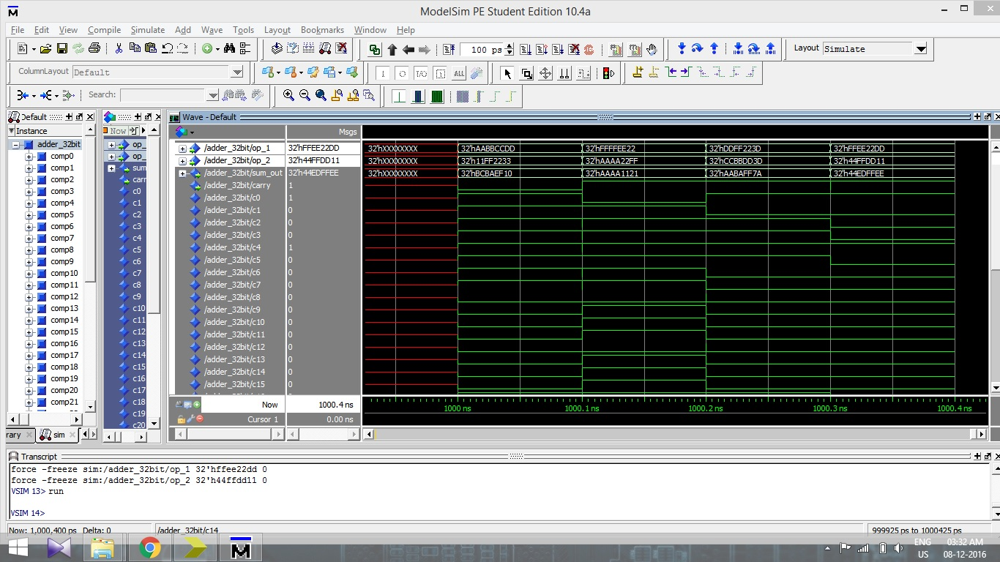 ModelSim PE Student Edition 10.4a
File Edit View Compile Simulate Add Wave Tools Layout Bookmarks Window Help
100 ps
Layout Simulate
ColumnLayout Default
ALL
Search:
Default
Wave - Default
Instance
Now
Msgs
adder_32bit
comp0
comp1
comp2
comp3
comp4
comp5
comp6
comp7
comp8
comp9
comp10
comp11
comp12
comp13
comp14
comp15
comp16
comp17
comp18
comp19
comp20
comp21
op_
op_
sum
carr
c0
c1
c2
c3
c4
c5
c6
c7
c8
c9
c10
c11
c12
c13
c14
c15
c16
c17
c18
c19
c20
/adder_32bit/op_1 32'hFFEE22DD 32'hXXXXXXXX 32'hAABBCCDD 32'hFFFFEE22 32'hDDFF223D 32'hFFEE22DD
/adder_32bit/op_2 32'h44FFDD11 32'hXXXXXXXX 32'h11FF2233 32'hAAAA22FF 32'hCCBBDD3D 32'h44FFDD11
/adder_32bit/sum_out 32'h44EDFFEE 32'hXXXXXXXX 32'hBCBAEF10 32'hAAAA1121 32'hAABAFF7A 32'h44EDFFEE
/adder_32bit/carry 1
/adder_32bit/c0 1
/adder_32bit/c1 0
/adder_32bit/c2 0
/adder_32bit/c3 0
/adder_32bit/c4 1
/adder_32bit/c5 0
/adder_32bit/c6 0
/adder_32bit/c7 0
/adder_32bit/c8 0
/adder_32bit/c9 0
/adder_32bit/c10 0
/adder_32bit/c11 0
/adder_32bit/c12 0
/adder_32bit/c13 0
/adder_32bit/c14 0
/adder_32bit/c15 0
Now 1000.4 ns 1000 ns 1000.1 ns 1000.2 ns 1000.3 ns 1000.4 ns
Cursor 1 0.00 ns
rary sim
Transcript
force -freeze sim:/adder_32bit/op_1 32'hffee22dd 0
force -freeze sim:/adder_32bit/op_2 32'h44ffdd11 0
VSIM 13> run
VSIM 14>
Now: 1,000,400 ps Delta: 0 /adder_32bit/c14 999925 ps to 1000425 ps
ENG 03:32 AM
US 08-12-2016